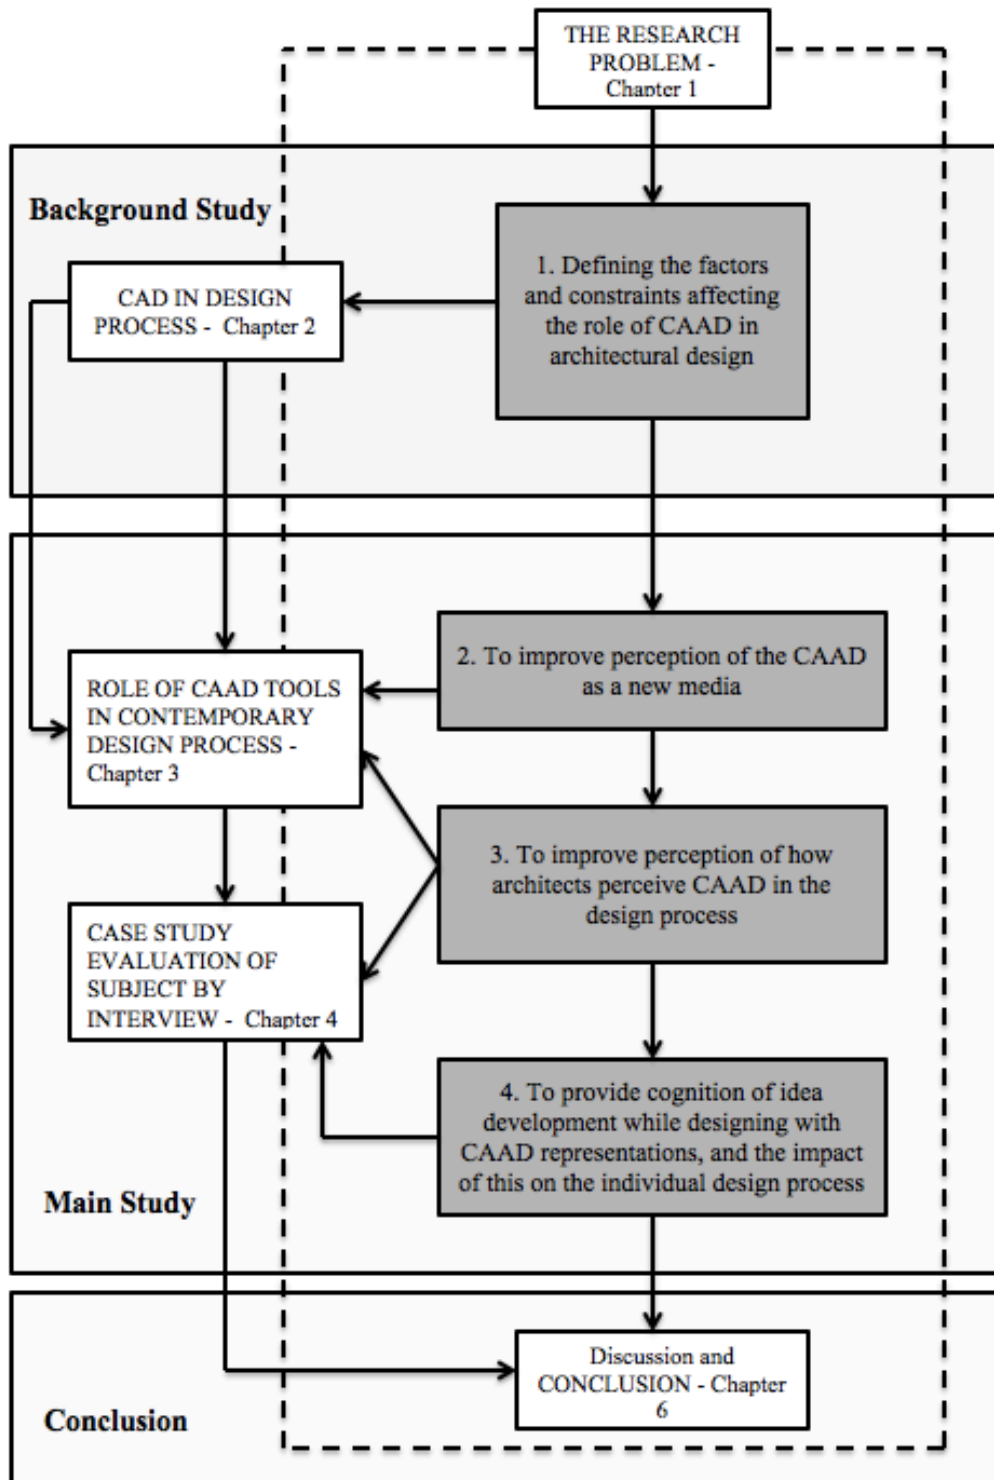 THE RESEARCH
PROBLEM -
Chapter 1
Background Study
1. Defining the factors
and constraints affecting
the role of CAAD in
architectural design
CAD IN DESIGN
PROCESS - Chapter 2
2. To improve perception of the CAAD
as a new media
ROLE OF CAAD TOOLS
IN CONTEMPORARY
DESIGN PROCESS -
Chapter 3
3. To improve perception of how
architects perceive CAAD in the
design process
CASE STUDY
EVALUATION OF
SUBJECT BY
INTERVIEW - Chapter 4
4. To provide cognition of idea
development while designing with
CAAD representations, and the impact
of this on the individual design process
Main Study
Discussion and
CONCLUSION - Chapter
6
Conclusion